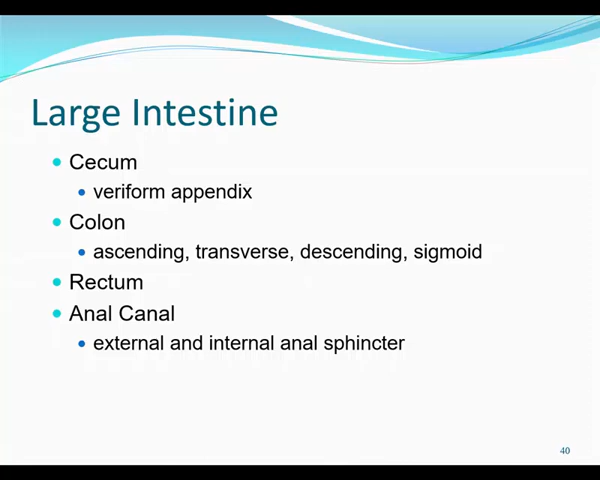 Large Intestine
Cecum
veriform appendix
Colon
ascending, transverse, descending, sigmoid
Rectum
Anal Canal
external and internal anal sphincter
40